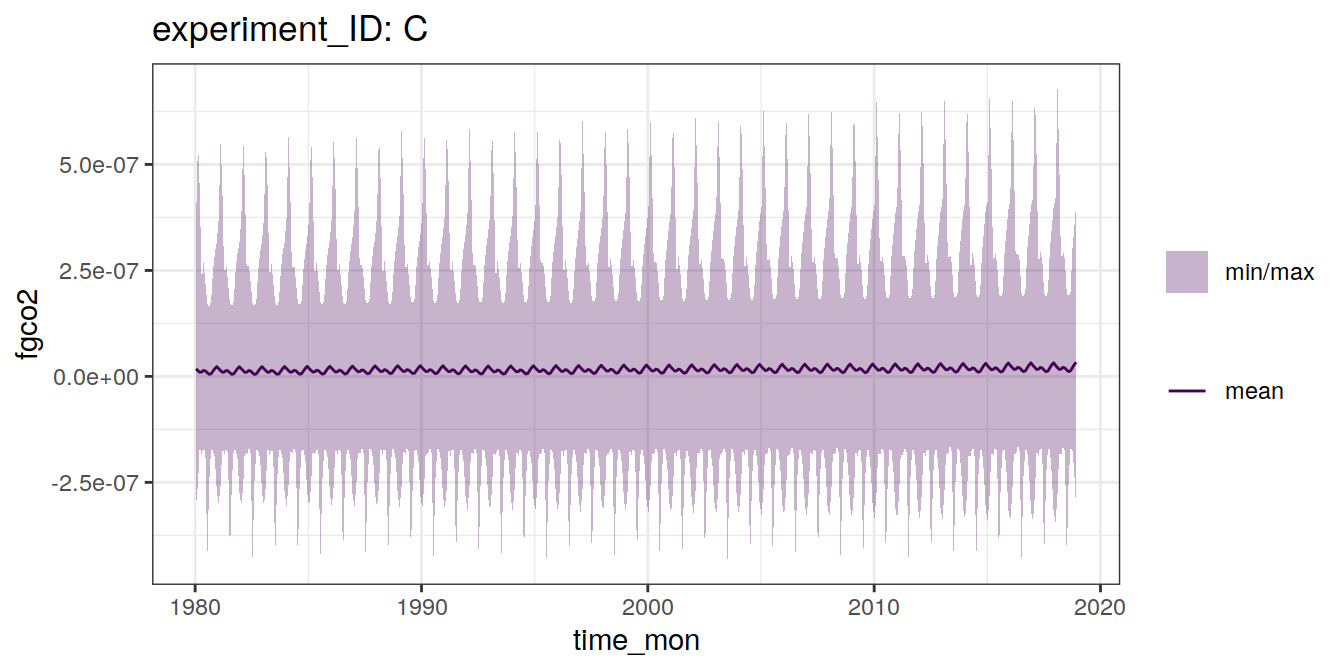 experiment_ID: C
fgco2
5.0e-07
2.5e-07
0.0e+00
-2.5e-07
1980
1990
2000
2010
2020
time_mon
min/max
mean